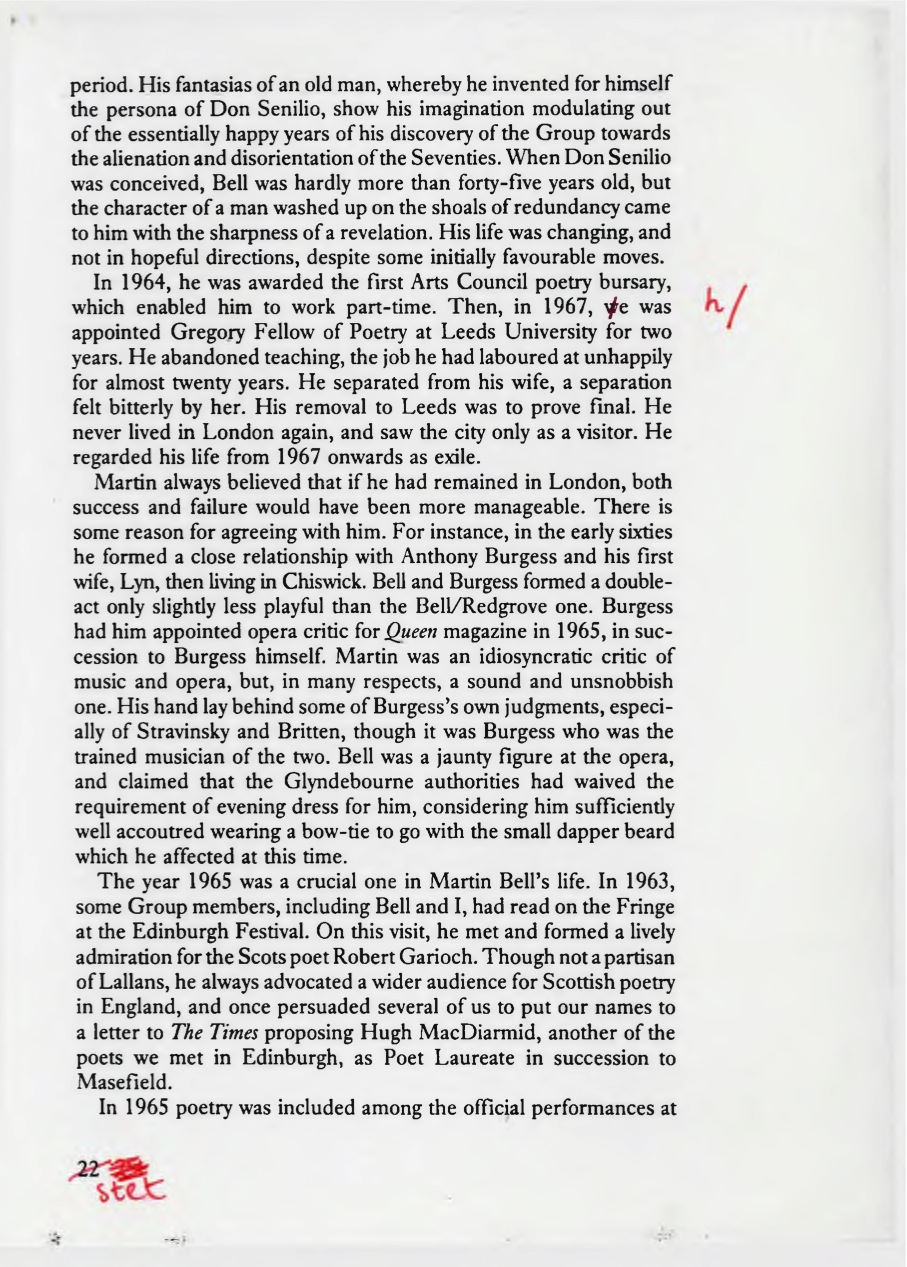 period. His fantasias of an old man, whereby he invented for himself
the persona of Don Senilio, show his imagination modulating out
of the essentially happy years of his discovery of the Group towards
the alienation and disorientation of the Seventies. When Don Senilio
was conceived, Bell was hardly more than forty-five years old, but
the character of a man washed up on the shoals of redundancy came
to him with the sharpness of a revelation. His life was changing, and
not in hopeful directions, despite some initially favourable moves.
In 1964, he was awarded the first Arts Council poetry bursary,
which enabled him to work part-time. Then, in 1967, we was h/
appointed Gregory Fellow of Poetry at Leeds University for two
years. He abandoned teaching, the job he had laboured at unhappily
for almost twenty years. He separated from his wife, a separation
felt bitterly by her. His removal to Leeds was to prove final. He
never lived in London again, and saw the city only as a visitor. He
regarded his life from 1967 onwards as exile.
Martin always believed that if he had remained in London, both
success and failure would have been more manageable. There is
some reason for agreeing with him. For instance, in the early sixties
he formed a close relationship with Anthony Burgess and his first
wife, Lyn, then living in Chiswick. Bell and Burgess formed a double-
act only slightly less playful than the Bell/Redgrove one. Burgess
had him appointed opera critic for Queen magazine in 1965, in suc-
cession to Burgess himself. Martin was an idiosyncratic critic of
music and opera, but, in many respects, a sound and unsnobbish
one. His hand lay behind some of Burgess's own judgments, especi-
ally of Stravinsky and Britten, though it was Burgess who was the
trained musician of the two. Bell was a jaunty figure at the opera,
and claimed that the Glyndebourne authorities had waived the
requirement of evening dress for him, considering him sufficiently
well accoutred wearing a bow-tie to go with the small dapper beard
which he affected at this time.
The year 1965 was a crucial one in Martin Bell's life. In 1963,
some Group members, including Bell and I, had read on the Fringe
at the Edinburgh Festival. On this visit, he met and formed a lively
admiration for the Scots poet Robert Garioch. Though not a partisan
of Lallans, he always advocated a wider audience for Scottish poetry
in England, and once persuaded several of us to put our names to
a letter to The Times proposing Hugh MacDiarmid, another of the
poets we met in Edinburgh, as Poet Laureate in succession to
Masefield.
In 1965 poetry was included among the official performances at
22
stet